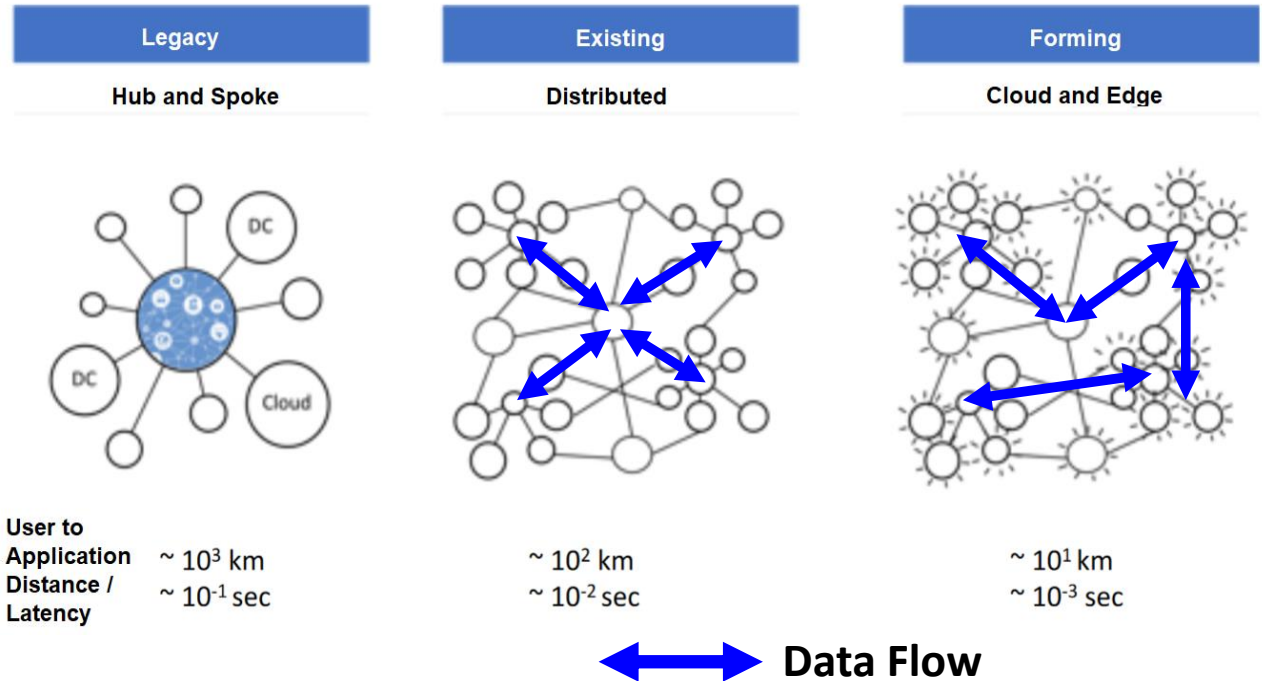 Legacy
Existing
Forming
Hub and Spoke
Distributed
Cloud and Edge
DC
DC
Cloud
User to
Application
Distance /
Latency
~ 10³ km
~ 10⁻¹ sec
~ 10² km
~ 10⁻² sec
~ 10¹ km
~ 10⁻³ sec
Data Flow